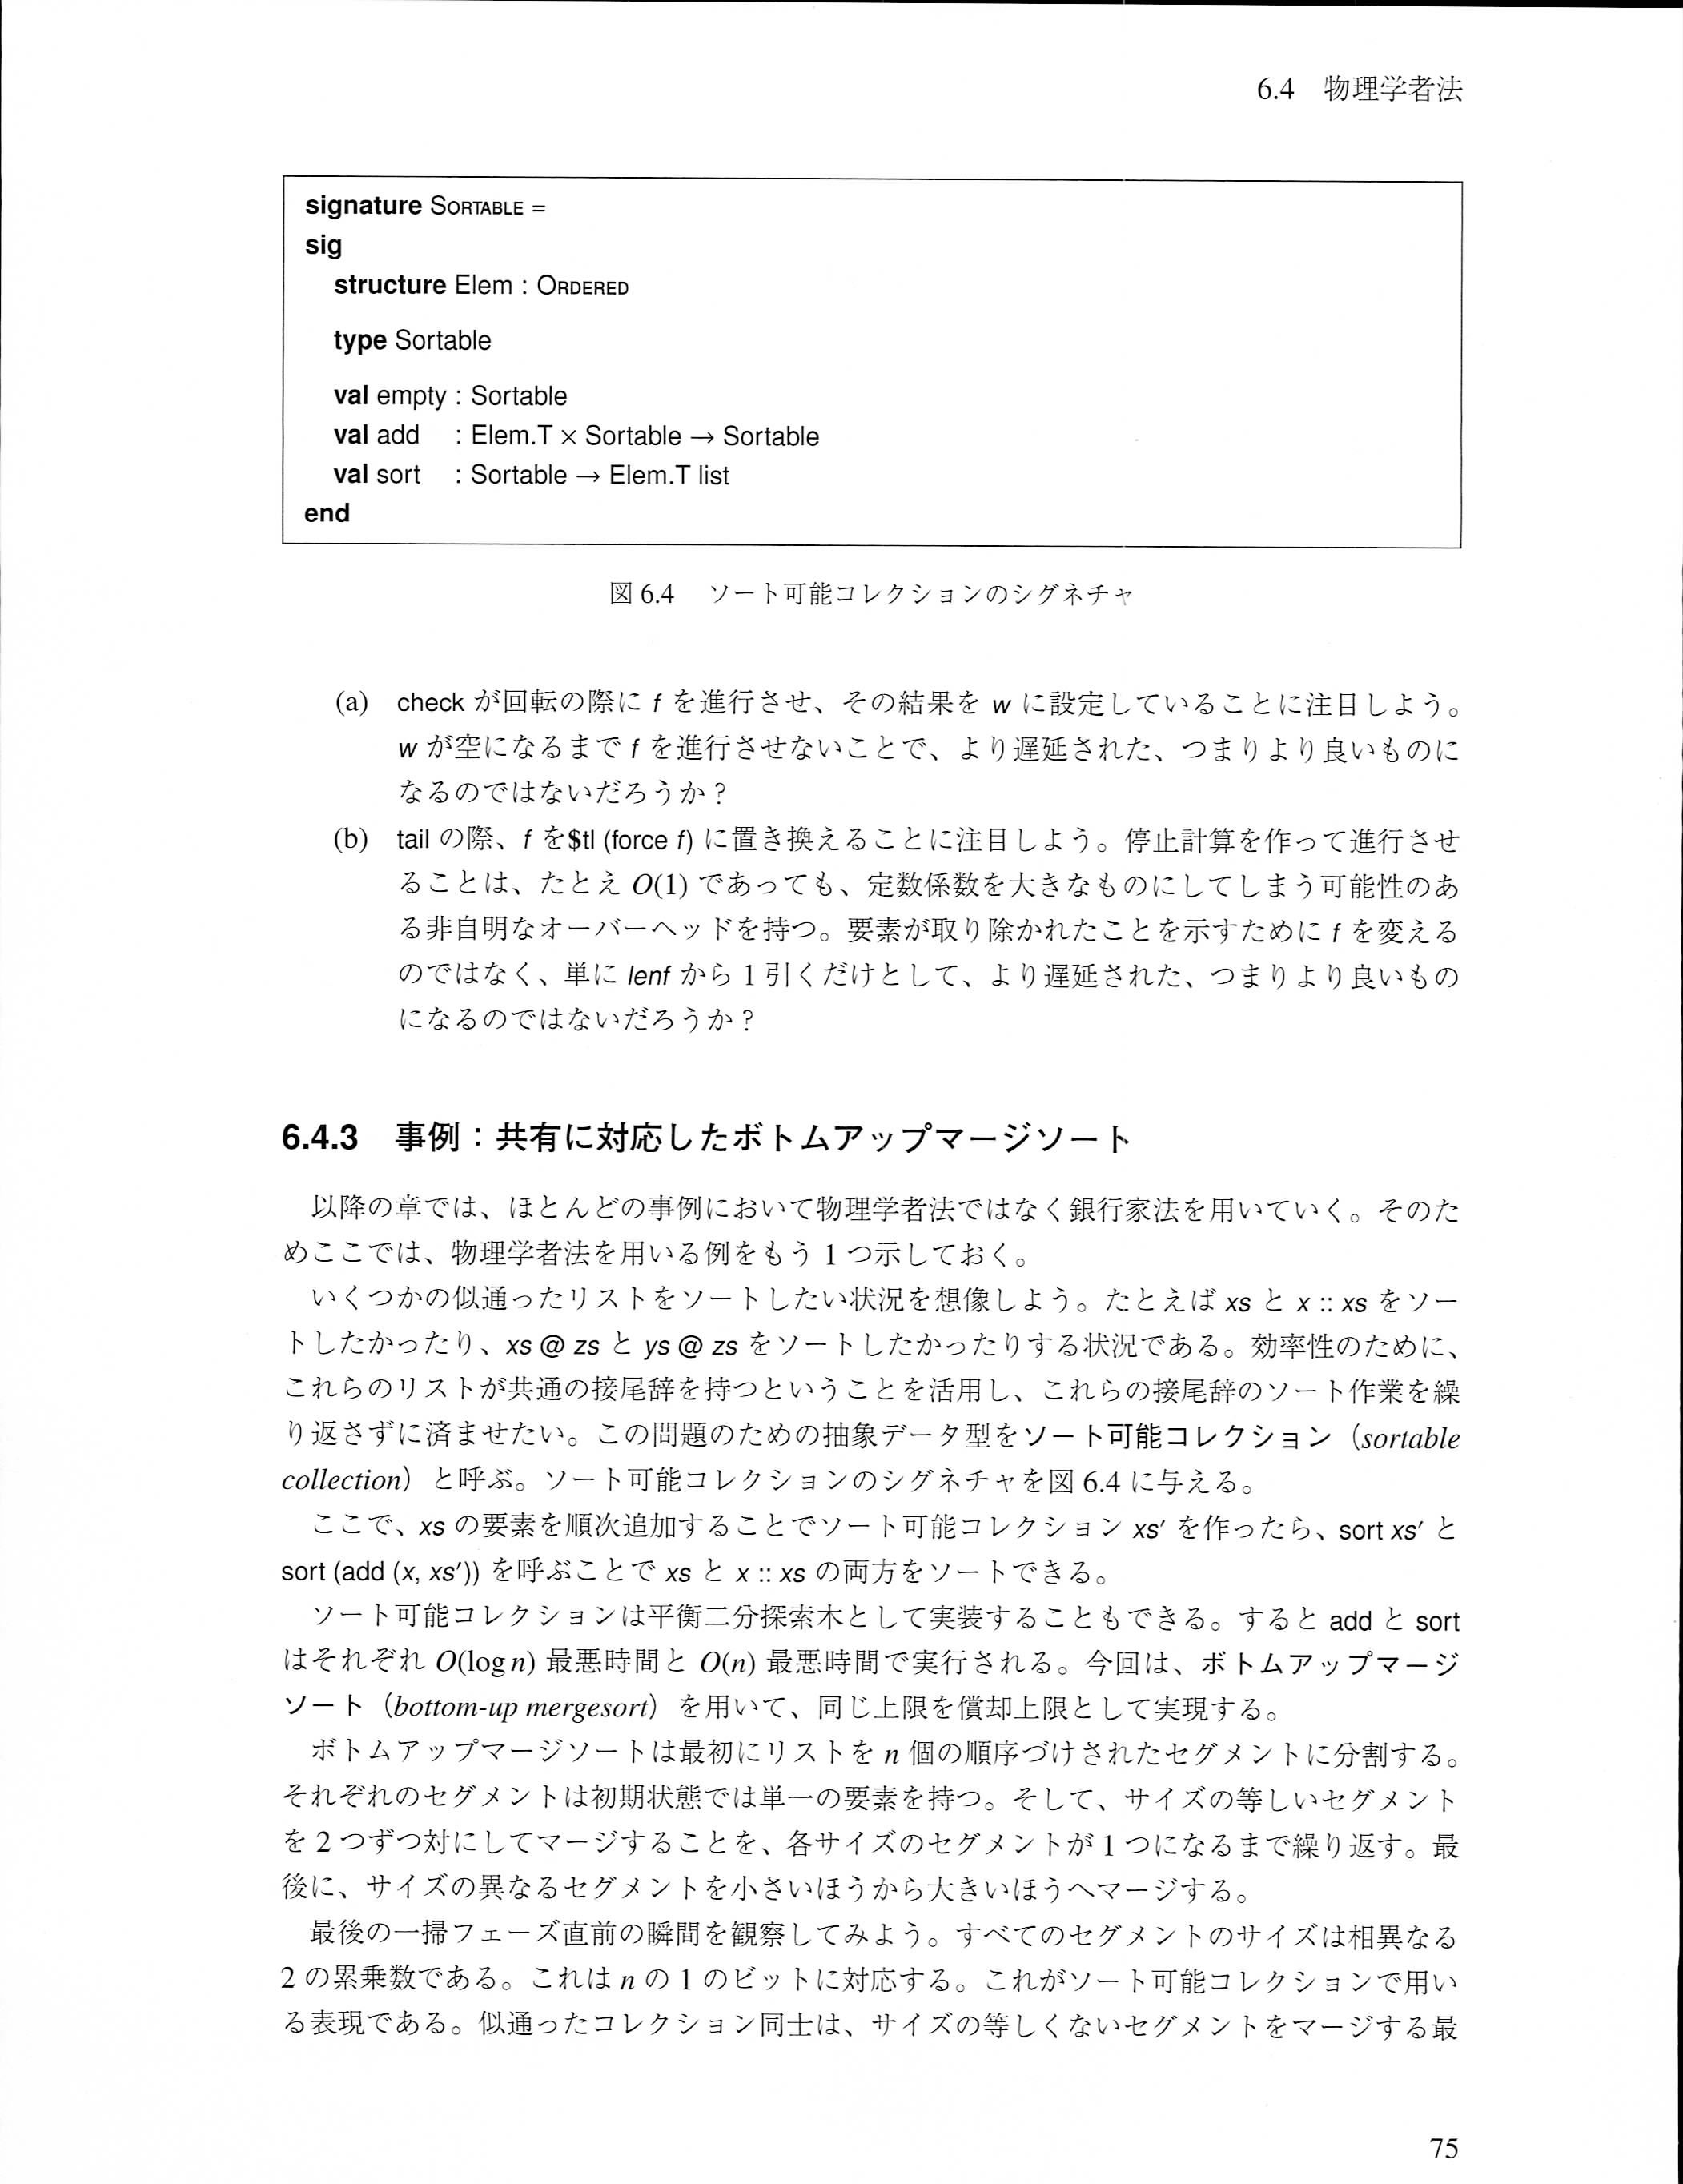 6.4 物理学者法
signature SORTABLE =
sig
structure Elem : ORDERED
type Sortable
val empty : Sortable
val add : Elem.T × Sortable → Sortable
val sort : Sortable → Elem.T list
end
図 6.4 ソート可能コレクションのシグネチャ
(a) check が回転の際に f を進行させ、その結果を w に設定していることに注目しよう。
w が空になるまで f を進行させないことで、より遅延された、つまりより良いものに
なるのではないだろうか？
(b) tail の際、f を$tl (force f) に置き換えることに注目しよう。停止計算を作って進行させ
ることは、たとえ O(1) であっても、定数係数を大きなものにしてしまう可能性のあ
る非自明なオーバーヘッドを持つ。要素が取り除かれたことを示すために f を変える
のではなく、単に lenf から 1 引くだけとして、より遅延された、つまりより良いもの
になるのではないだろうか？
6.4.3 事例：共有に対応したボトムアップマージソート
以降の章では、ほとんどの事例において物理学者法ではなく銀行家法を用いていく。そのた
めここでは、物理学者法を用いる例をもう 1 つ示しておく。
いくつかの似通ったリストをソートしたい状況を想像しよう。たとえば xs と x :: xs をソー
トしたかったり、xs @ zs と ys @ zs をソートしたかったりする状況である。効率性のために、
これらのリストが共通の接尾辞を持つということを活用し、これらの接尾辞のソート作業を繰
り返さずに済ませたい。この問題のための抽象データ型をソート可能コレクション（sortable
collection）と呼ぶ。ソート可能コレクションのシグネチャを図 6.4 に与える。
ここで、xs の要素を順次追加することでソート可能コレクション xs′ を作ったら、sort xs′ と
sort (add (x, xs′)) を呼ぶことで xs と x :: xs の両方をソートできる。
ソート可能コレクションは平衡二分探索木として実装することもできる。すると add と sort
はそれぞれ O(log n) 最悪時間と O(n) 最悪時間で実行される。今回は、ボトムアップマージ
ソート（bottom-up mergesort）を用いて、同じ上限を償却上限として実現する。
ボトムアップマージソートは最初にリストを n 個の順序づけされたセグメントに分割する。
それぞれのセグメントは初期状態では単一の要素を持つ。そして、サイズの等しいセグメント
を 2 つずつ対にしてマージすることを、各サイズのセグメントが 1 つになるまで繰り返す。最
後に、サイズの異なるセグメントを小さいほうから大きいほうへマージする。
最後の一掃フェーズ直前の瞬間を観察してみよう。すべてのセグメントのサイズは相異なる
2 の累乗数である。これは n の 1 のビットに対応する。これがソート可能コレクションで用い
る表現である。似通ったコレクション同士は、サイズの等しくないセグメントをマージする最
75